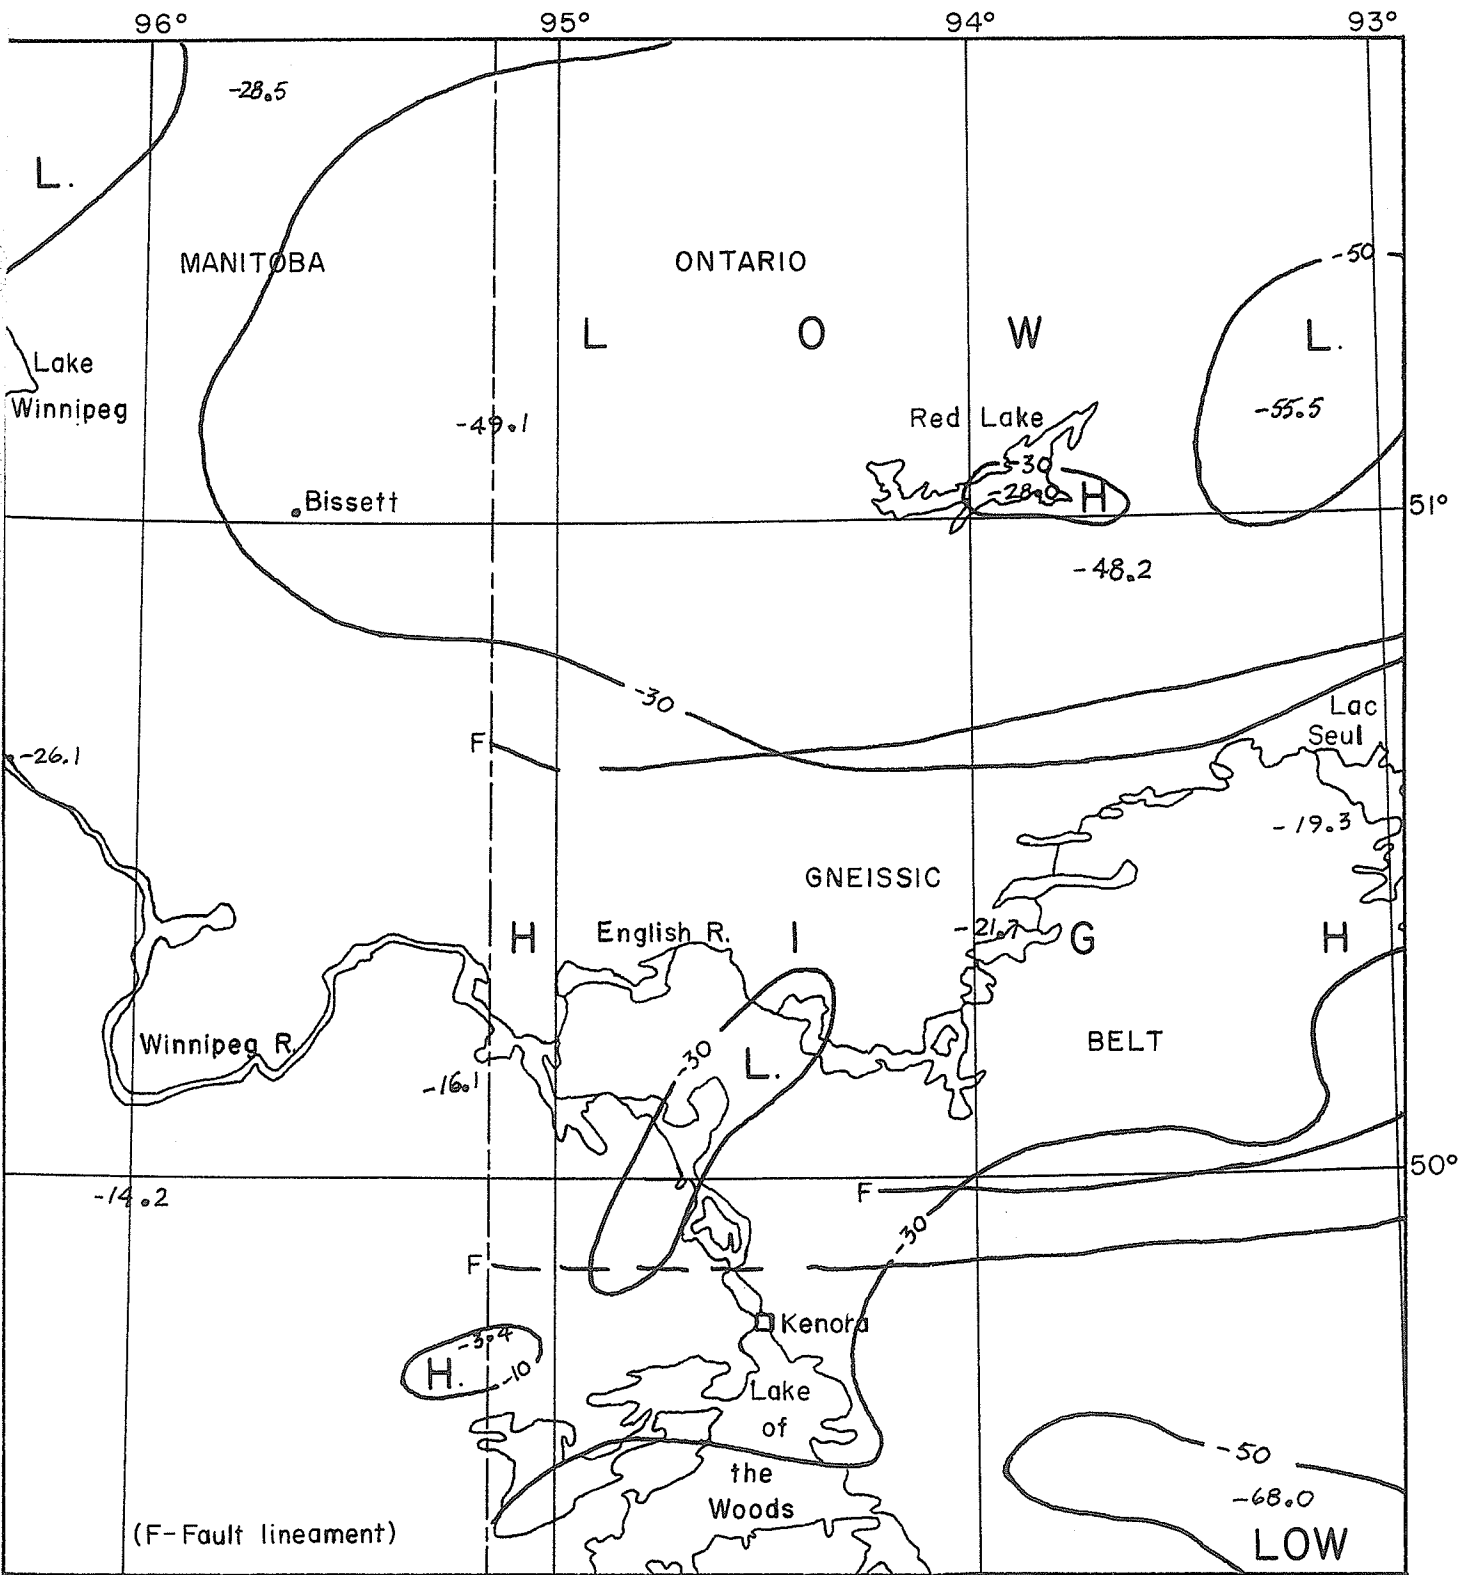 96° 95° 94° 93°
-28.5
L.
MANITOBA ONTARIO -50
L O W L.
Lake
Winnipeg
-49.1 Red Lake -55.5
-30
-28.0 H
Bissett 51°
-48.2
-30
Lac
Seul
F
-26.1
-19.3
GNEISSIC
H English R. I -21.7 G H
Winnipeg R. BELT
-30 L.
-16.1
50°
-14.2 F
-30
F
Kenora
-3.4
H. -10
Lake
of
the
Woods
-50
-68.0
(F-Fault lineament) LOW